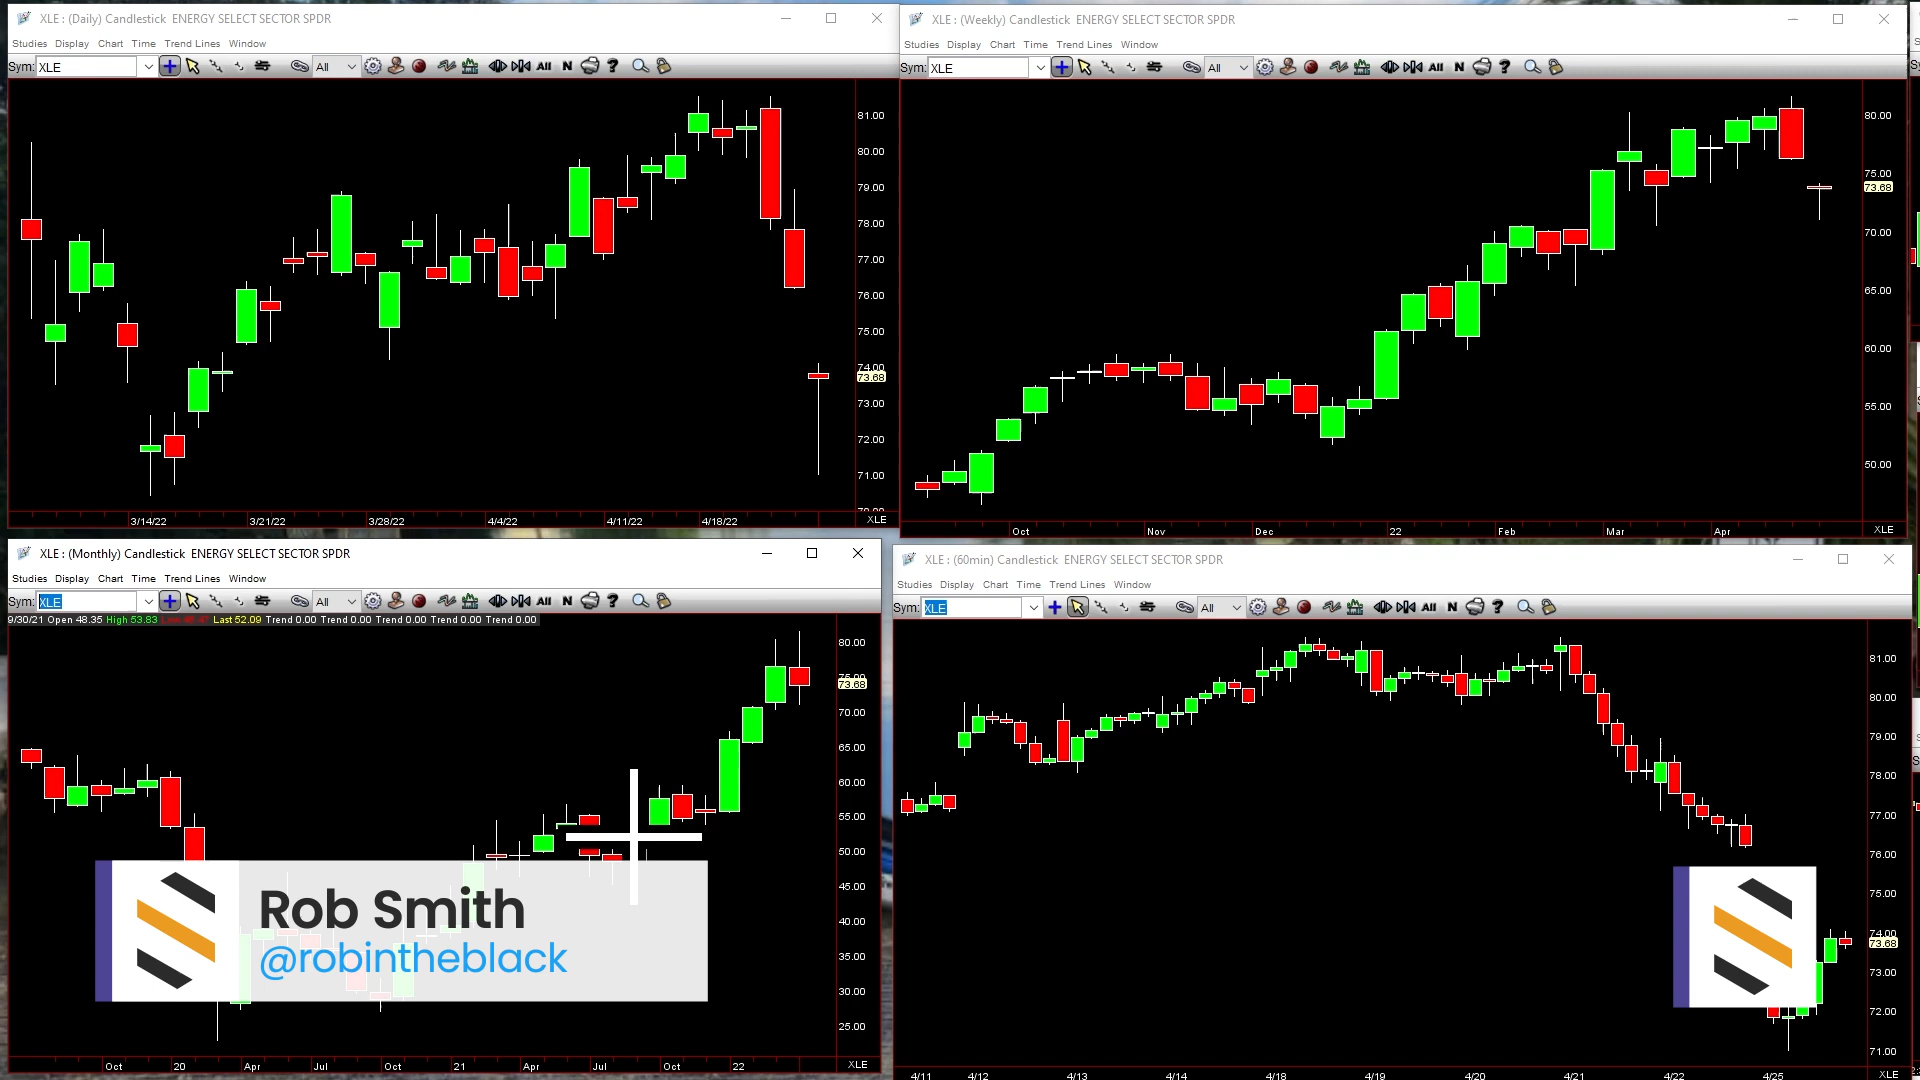 XLE : (Daily) Candlestick ENERGY SELECT SECTOR SPDR
Studies Display Chart Time Trend Lines Window
Sym: XLE All All N ?
81.00
80.00
79.00
78.00
77.00
76.00
75.00
74.00
73.68
73.00
72.00
71.00
3/14/22 3/21/22 3/28/22 4/4/22 4/11/22 4/18/22 XLE
XLE : (Weekly) Candlestick ENERGY SELECT SECTOR SPDR
Studies Display Chart Time Trend Lines Window
Sym: XLE All All N ?
80.00
75.00
73.68
70.00
65.00
60.00
55.00
50.00
Oct Nov Dec 22 Feb Mar Apr XLE
XLE : (Monthly) Candlestick ENERGY SELECT SECTOR SPDR
Studies Display Chart Time Trend Lines Window
Sym: XLE All All N ?
9/30/21 Open 48.35 High 53.83 Last 52.09 Trend 0.00 Trend 0.00 Trend 0.00 Trend 0.00 Trend 0.00
80.00
75.00
73.68
70.00
65.00
60.00
55.00
50.00
45.00
40.00
35.00
30.00
25.00
Rob Smith
@robintheblack
Oct 20 Apr Jul Oct 21 Apr Jul Oct 22 XLE
XLE : (60min) Candlestick ENERGY SELECT SECTOR SPDR
Studies Display Chart Time Trend Lines Window
Sym: XLE All All N ?
81.00
80.00
79.00
78.00
77.00
76.00
75.00
74.00
73.68
73.00
72.00
71.00
4/11 4/12 4/13 4/14 4/18 4/19 4/20 4/21 4/22 4/25 XLE